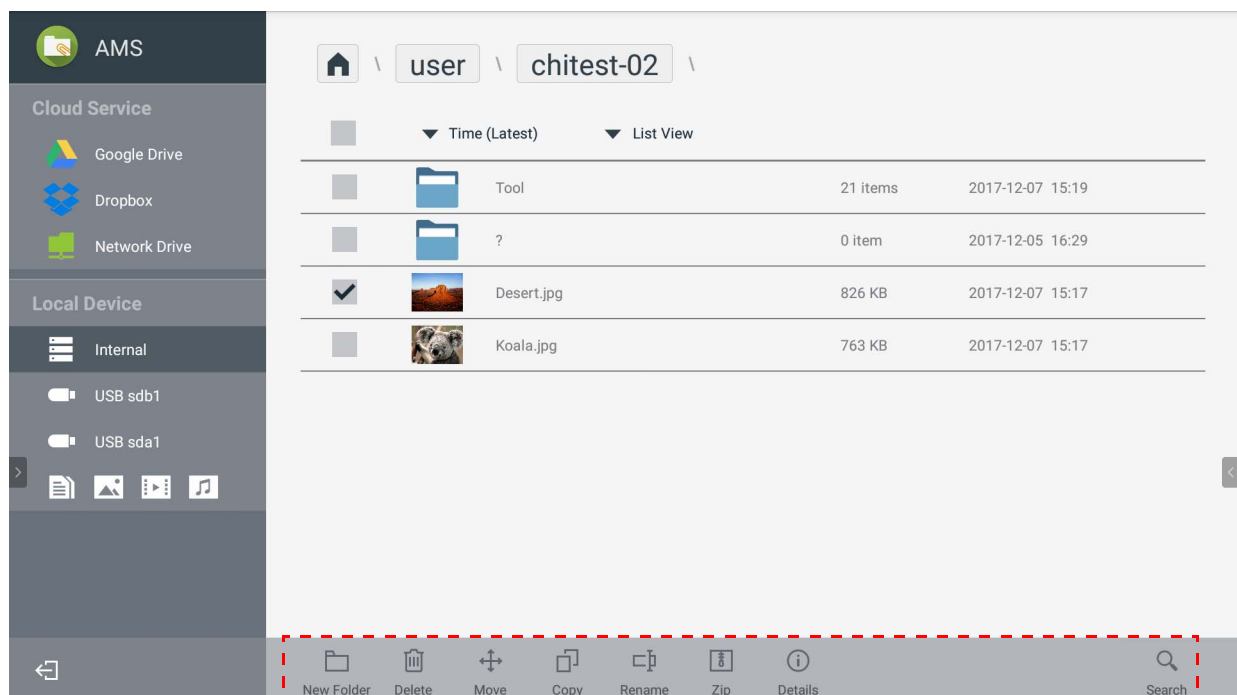 AMS
Cloud Service
Google Drive
Dropbox
Network Drive
Local Device
Internal
USB sdb1
USB sda1
\ user \ chitest-02 \
Time (Latest) List View
Tool 21 items 2017-12-07 15:19
? 0 item 2017-12-05 16:29
Desert.jpg 826 KB 2017-12-07 15:17
Koala.jpg 763 KB 2017-12-07 15:17
New Folder Delete Move Copy Rename Zip Details Search